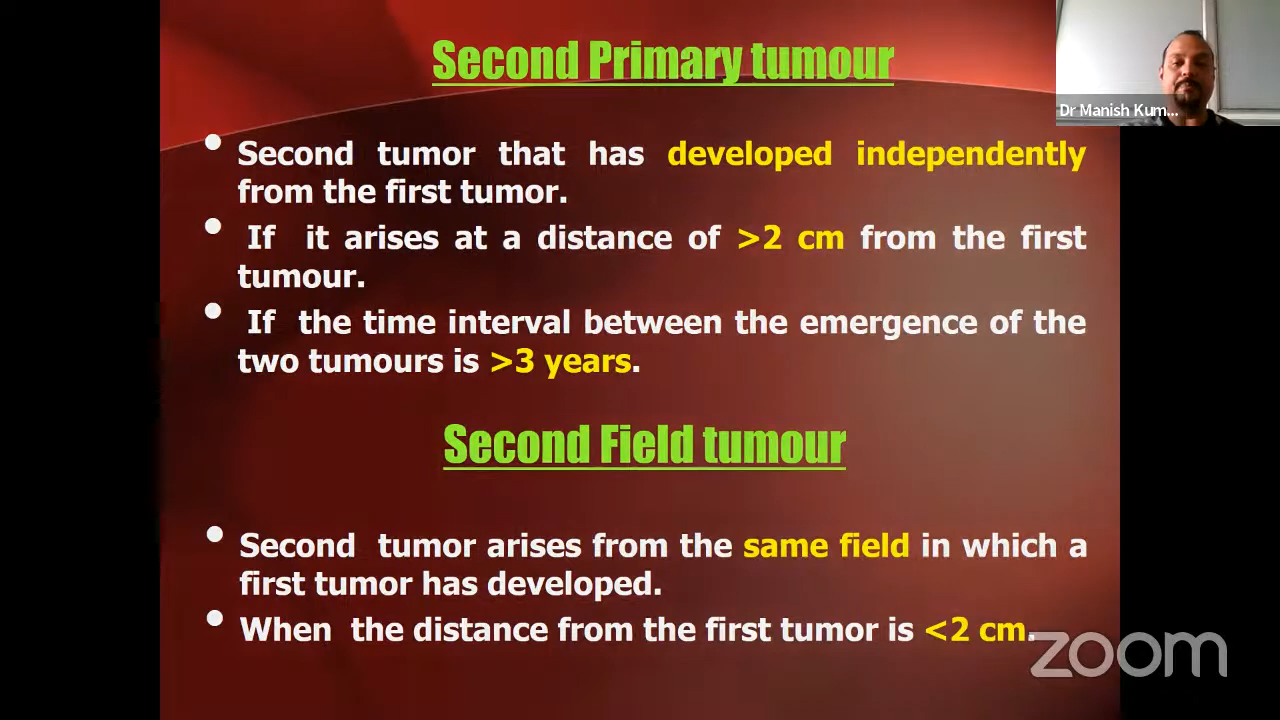 Second Primary tumour
Dr Manish Kum...
• Second tumor that has developed independently
from the first tumor.
• If it arises at a distance of >2 cm from the first
tumour.
• If the time interval between the emergence of the
two tumours is >3 years.
Second Field tumour
• Second tumor arises from the same field in which a
first tumor has developed.
• When the distance from the first tumor is <2 cm.
zoom